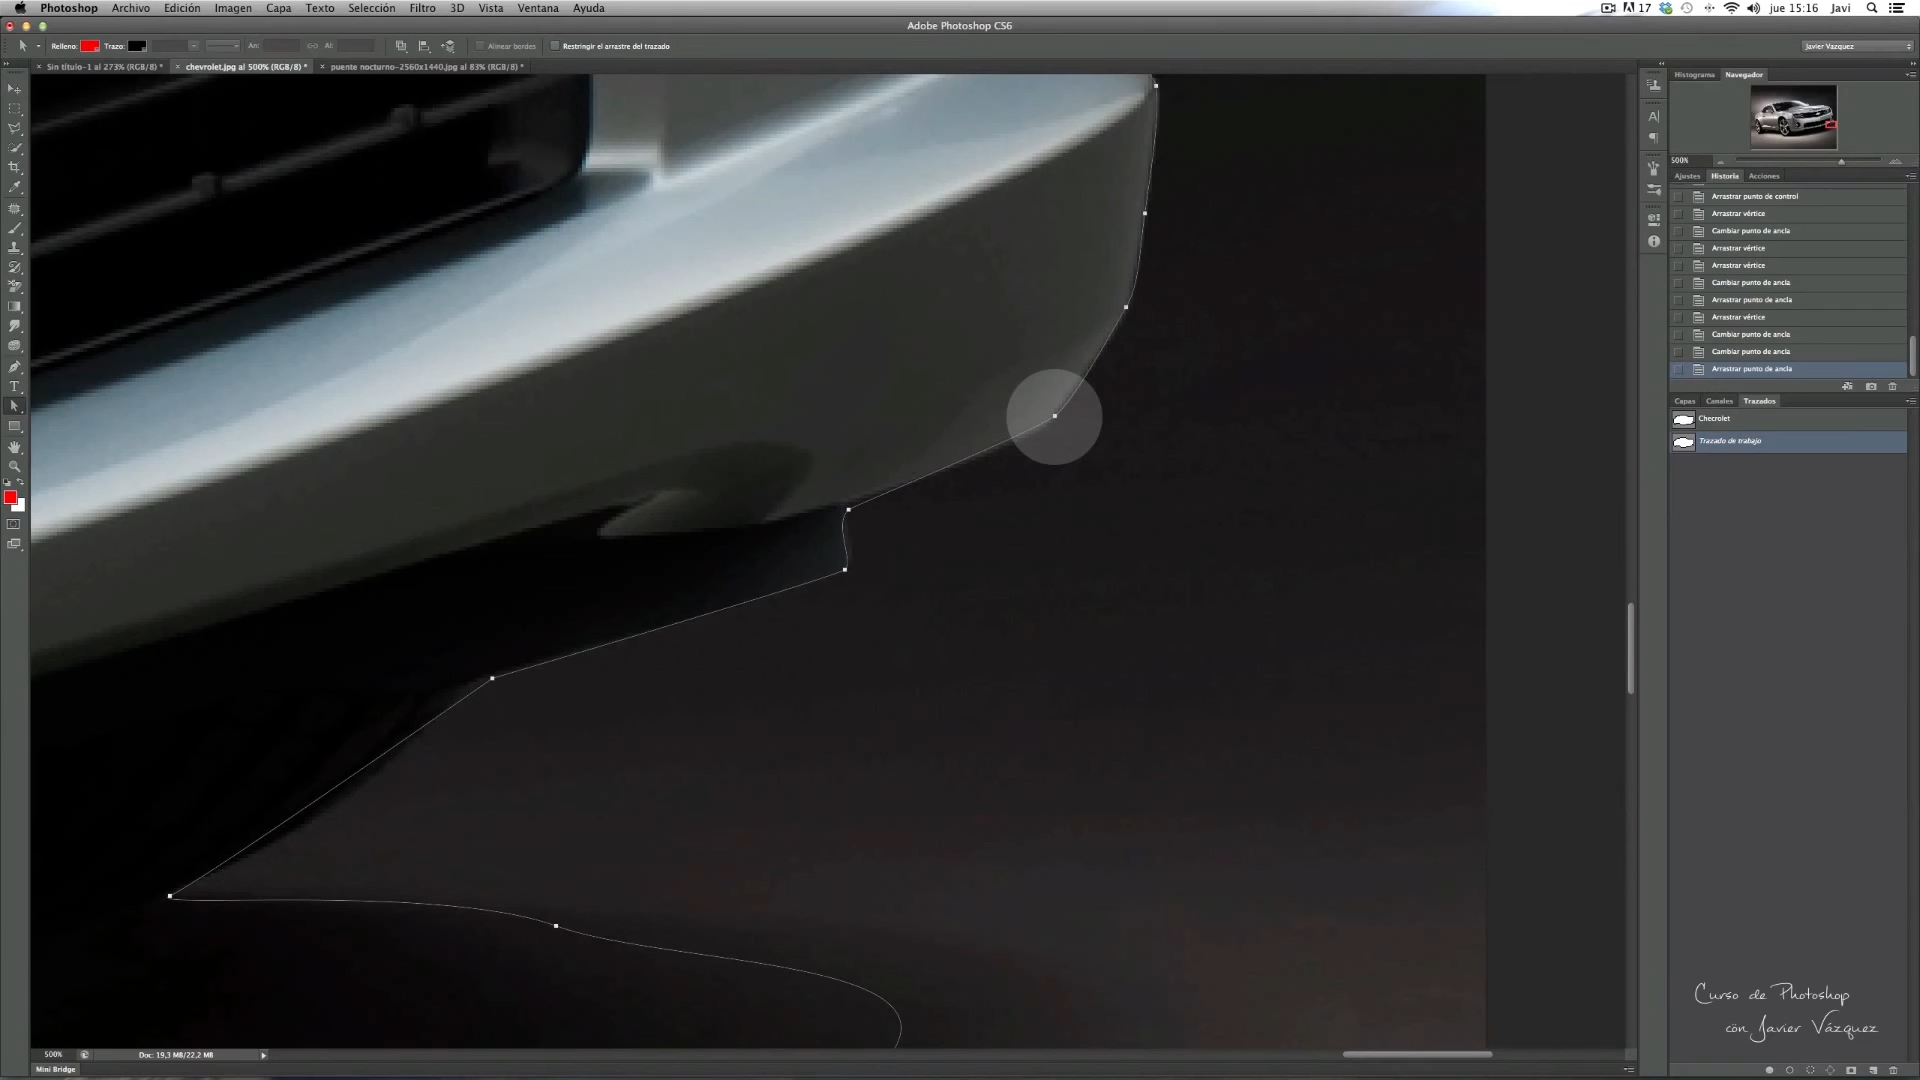 Photoshop Archivo Edición Imagen Capa Texto Selección Filtro 3D Vista Ventana Ayuda 17 jue 15:16 Javi
Adobe Photoshop CS6
Relleno: Trazo: An: Al: Alinear bordes Restringir el arrastre del trazado Javier Vazquez
× Sin título-1 al 273% (RGB/8) * × chevrolet.jpg al 500% (RGB/8) * × puente nocturno-2560x1440.jpg al 83% (RGB/8) *
Histograma Navegador
500%
Ajustes Historia Acciones
Arrastrar punto de control
Arrastrar vértice
Cambiar punto de ancla
Arrastrar vértice
Arrastrar vértice
Cambiar punto de ancla
Arrastrar punto de ancla
Arrastrar vértice
Cambiar punto de ancla
Cambiar punto de ancla
Arrastrar punto de ancla
Capas Canales Trazados
Checrolet
Trazado de trabajo
Curso de Photoshop
con Javier Vázquez
500% Doc: 19,3 MB/22,2 MB
Mini Bridge